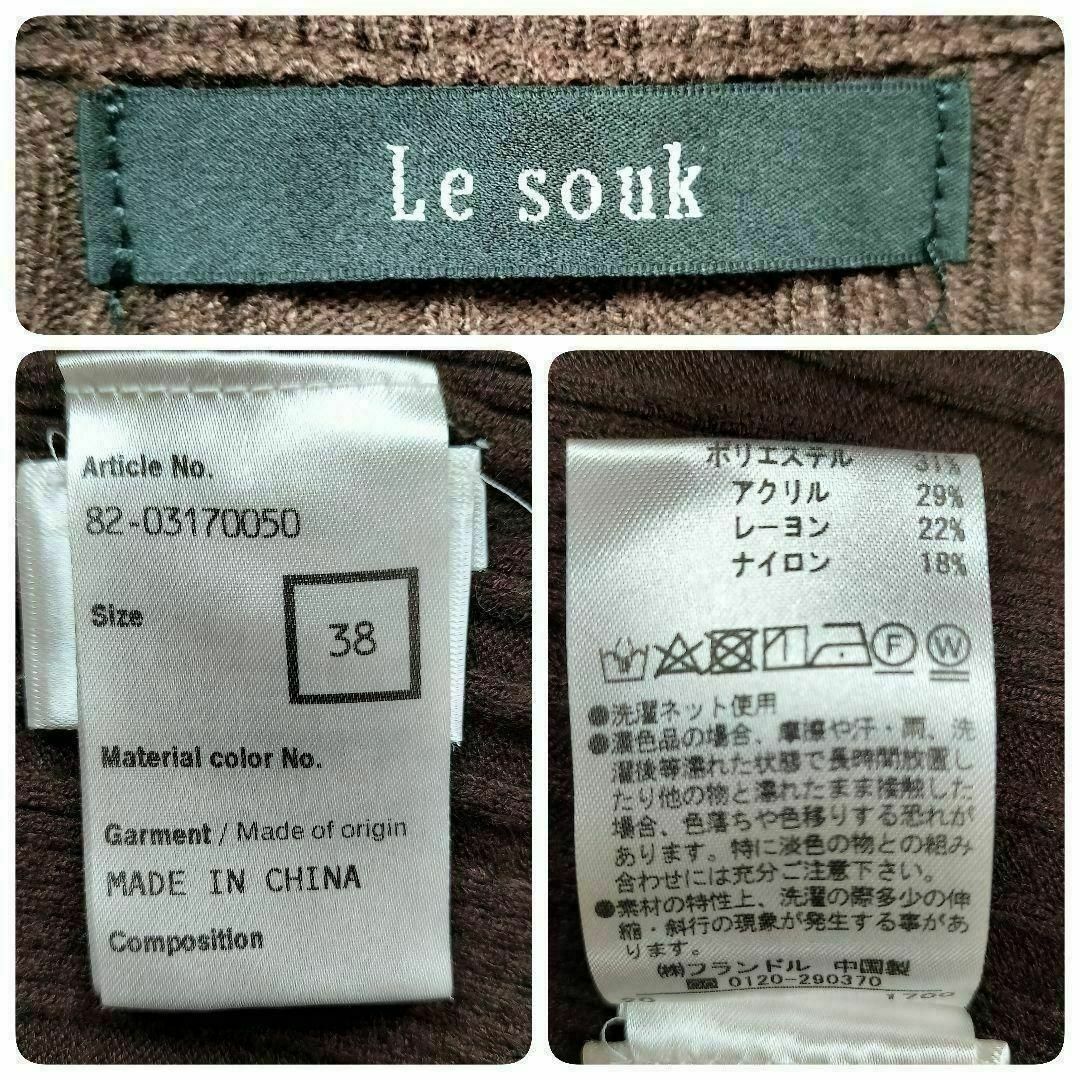 Le souk
Article No.
82-03170050
Size
38
Material color No.
Garment / Made of origin
MADE IN CHINA
Composition
ポリエステル 31%
アクリル 29%
レーヨン 22%
ナイロン 18%
F W
●洗濯ネット使用
●濃色品の場合、摩擦や汗・雨、洗
濯後等濡れた状態で長時間放置し
たり他の物と濡れたまま接触した
場合、色落ちや色移りする恐れが
あります。特に淡色の物との組み
合わせには充分ご注意下さい。
●素材の特性上、洗濯の際多少の伸
縮・斜行の現象が発生する事があ
ります。
㈱フランドル 中国製
0120-290370